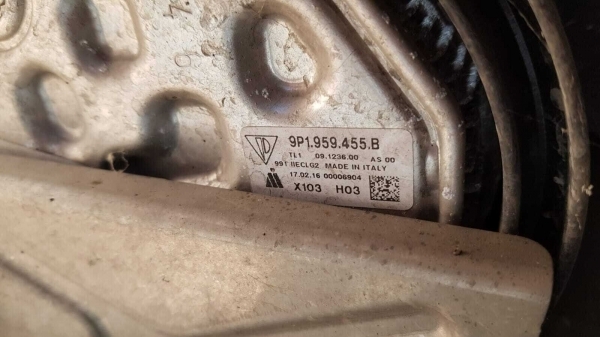 9P1.959.455.B
TL1 09.1236.00 AS 00
991 IIECLG2 MADE IN ITALY
17.02.16 00006904
X103 H03